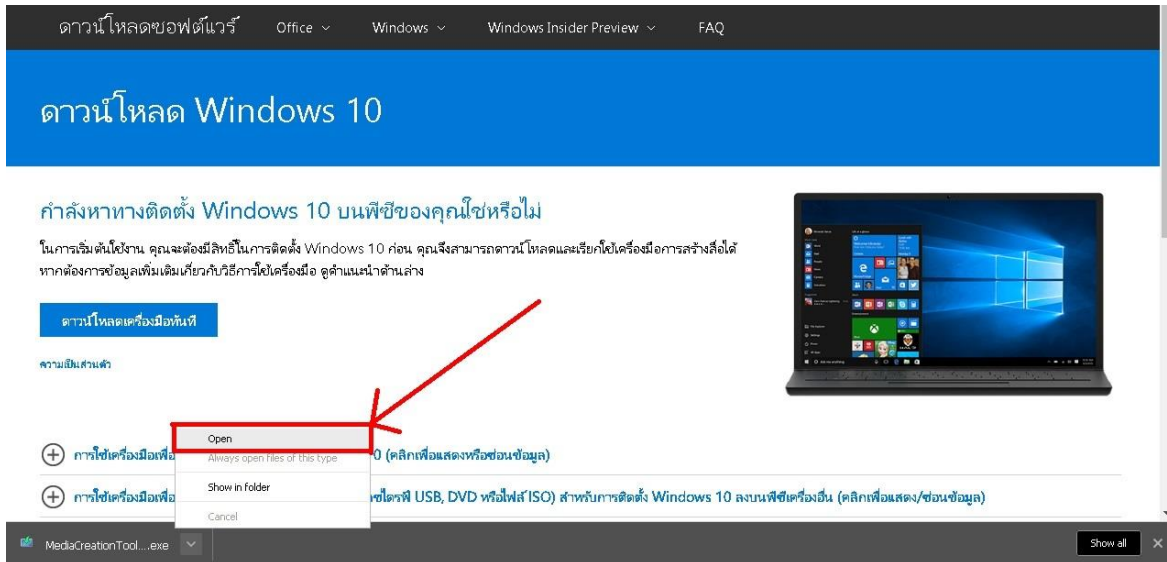 ดาวน์โหลดซอฟต์แวร์ Office Windows Windows Insider Preview FAQ
ดาวน์โหลด Windows 10
กำลังหาทางติดตั้ง Windows 10 บนพีซีของคุณใช่หรือไม่
ในการเริ่มต้นใช้งาน คุณจะต้องมีสิทธิ์ในการติดตั้ง Windows 10 ก่อน คุณจึงสามารถดาวน์โหลดและเรียกใช้เครื่องมือการสร้างสื่อได้
หากต้องการข้อมูลเพิ่มเติมเกี่ยวกับวิธีการใช้เครื่องมือ ดูคำแนะนำด้านล่าง
ดาวน์โหลดเครื่องมือทันที
ความเป็นส่วนตัว
Open
การใช้เครื่องมือเพื่อ 0 (คลิกเพื่อแสดงหรือซ่อนข้อมูล)
Always open files of this type
Show in folder
การใช้เครื่องมือเพื่อ USB, DVD หรือไฟล์ ISO) สำหรับการติดตั้ง Windows 10 ลงบนพีซีเครื่องอื่น (คลิกเพื่อแสดง/ซ่อนข้อมูล)
Cancel
MediaCreationTool....exe Show all